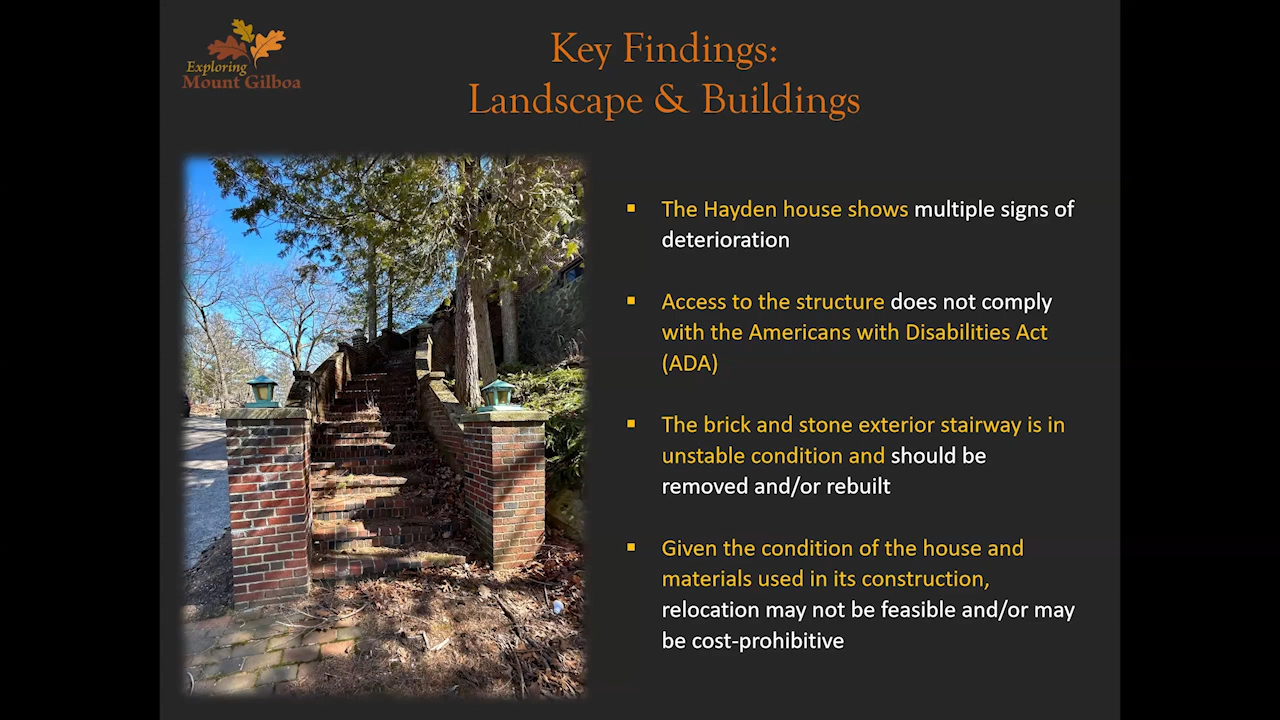 Exploring
Mount Gilboa
Key Findings:
Landscape & Buildings
▪ The Hayden house shows multiple signs of
deterioration
▪ Access to the structure does not comply
with the Americans with Disabilities Act
(ADA)
▪ The brick and stone exterior stairway is in
unstable condition and should be
removed and/or rebuilt
▪ Given the condition of the house and
materials used in its construction,
relocation may not be feasible and/or may
be cost-prohibitive